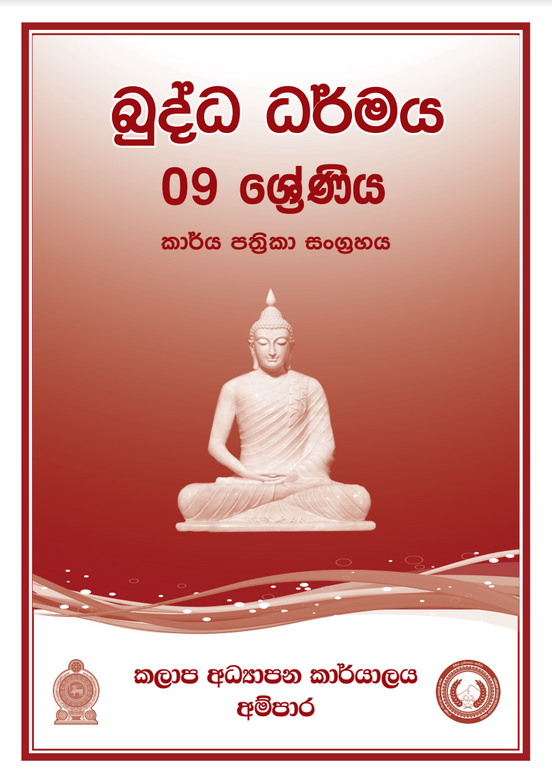 බුද්ධ ධර්මය
09 ශ්‍රේණිය
කාර්ය පත්‍රිකා සංග්‍රහය
කලාප අධ්‍යාපන කාර්යාලය
අම්පාර